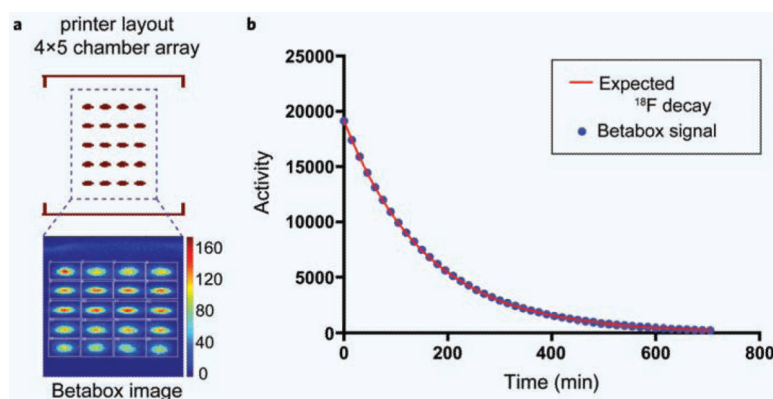 a
printer layout
4×5 chamber array
160
120
80
40
0
Betabox image
b
25000
20000
15000
10000
5000
0
Activity
0
200
400
600
800
Time (min)
Expected
¹⁸F decay
Betabox signal